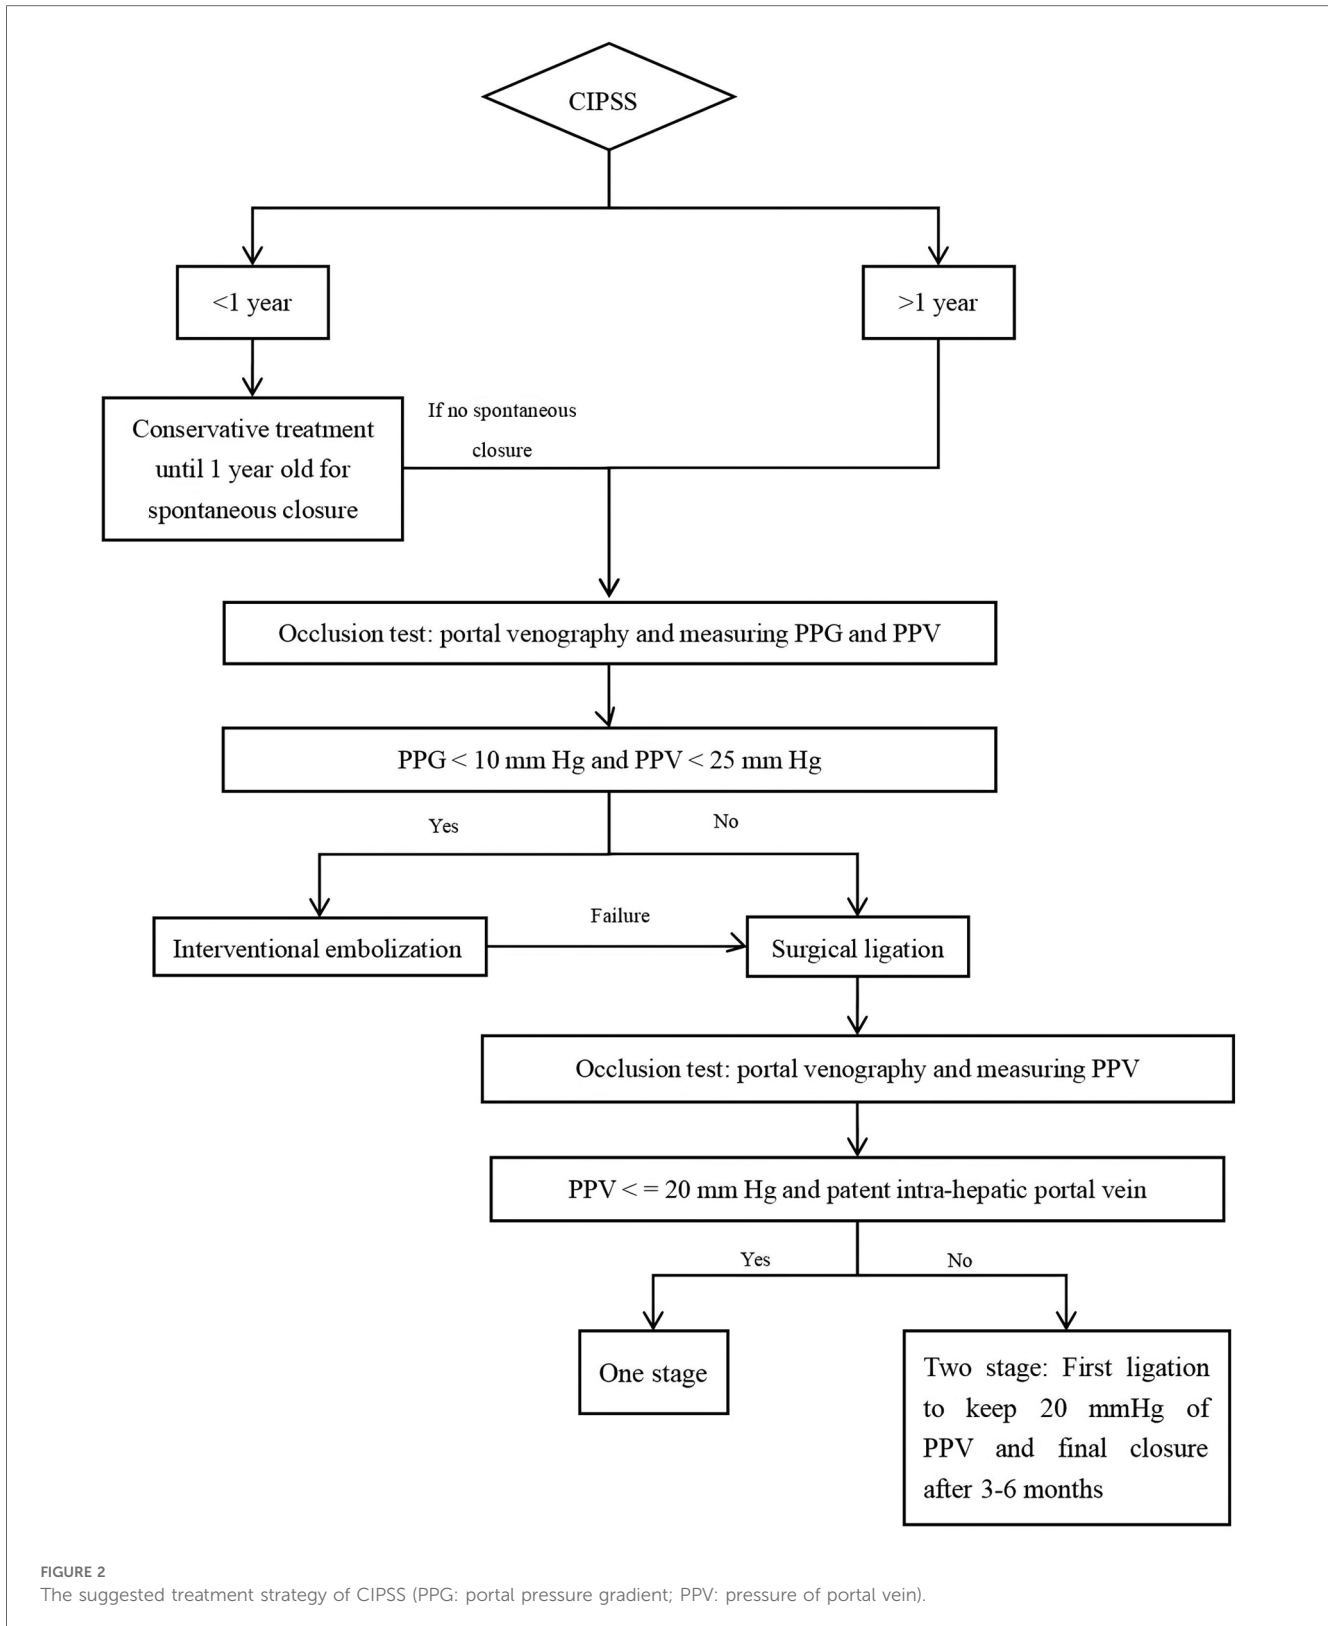 CIPSS
<1 year
>1 year
Conservative treatment
until 1 year old for
spontaneous closure
If no spontaneous
closure
Occlusion test: portal venography and measuring PPG and PPV
PPG < 10 mm Hg and PPV < 25 mm Hg
Yes
No
Interventional embolization
Failure
Surgical ligation
Occlusion test: portal venography and measuring PPV
PPV < = 20 mm Hg and patent intra-hepatic portal vein
Yes
No
One stage
Two stage: First ligation
to keep 20 mmHg of
PPV and final closure
after 3-6 months
FIGURE 2
The suggested treatment strategy of CIPSS (PPG: portal pressure gradient; PPV: pressure of portal vein).